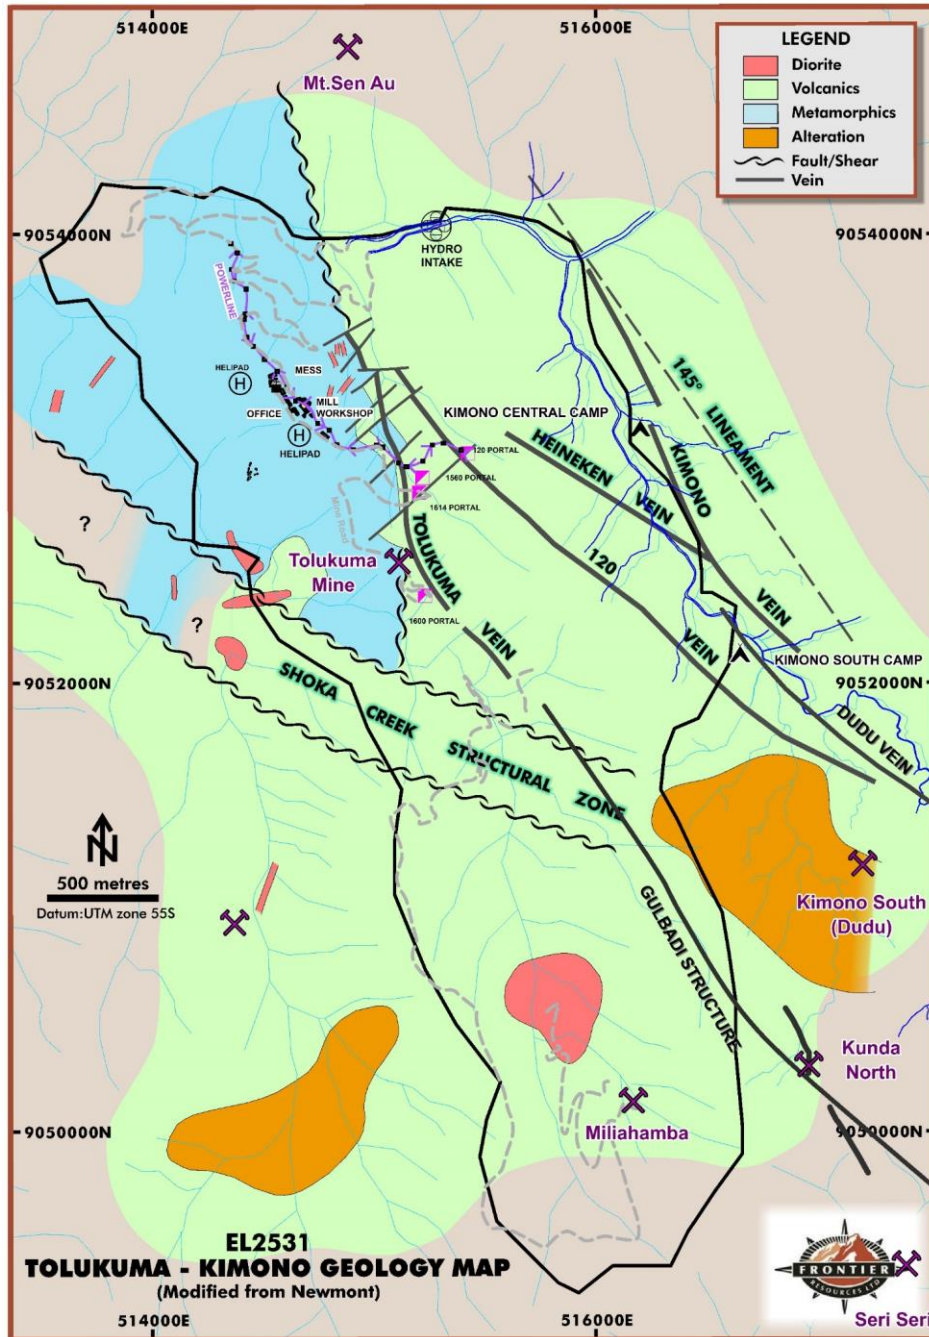 514000E
516000E
Mt.Sen Au
LEGEND
Diorite
Volcanics
Metamorphics
Alteration
Fault/Shear
Vein
9054000N
9054000N
HYDRO
INTAKE
POWERLINE
HELIPAD
H
MESS
MILL
OFFICE
WORKSHOP
H
HELIPAD
KIMONO CENTRAL CAMP
145° LINEAMENT
KIMONO
VEIN
HEINEKEN
VEIN
120 PORTAL
1560 PORTAL
1614 PORTAL
Mine Road
?
Tolukuma
Mine
TOLUKUMA
VEIN
120
VEIN
1600 PORTAL
?
KIMONO SOUTH CAMP
9052000N
9052000N
SHOKA CREEK STRUCTURAL ZONE
DUDU VEIN
N
500 metres
Datum:UTM zone 55S
Kimono South
(Dudu)
GULBADI STRUCTURE
Kunda
North
Miliahamba
9050000N
9050000N
EL2531
TOLUKUMA - KIMONO GEOLOGY MAP
(Modified from Newmont)
FRONTIER
RESOURCES LTD
Seri Seri
514000E
516000E